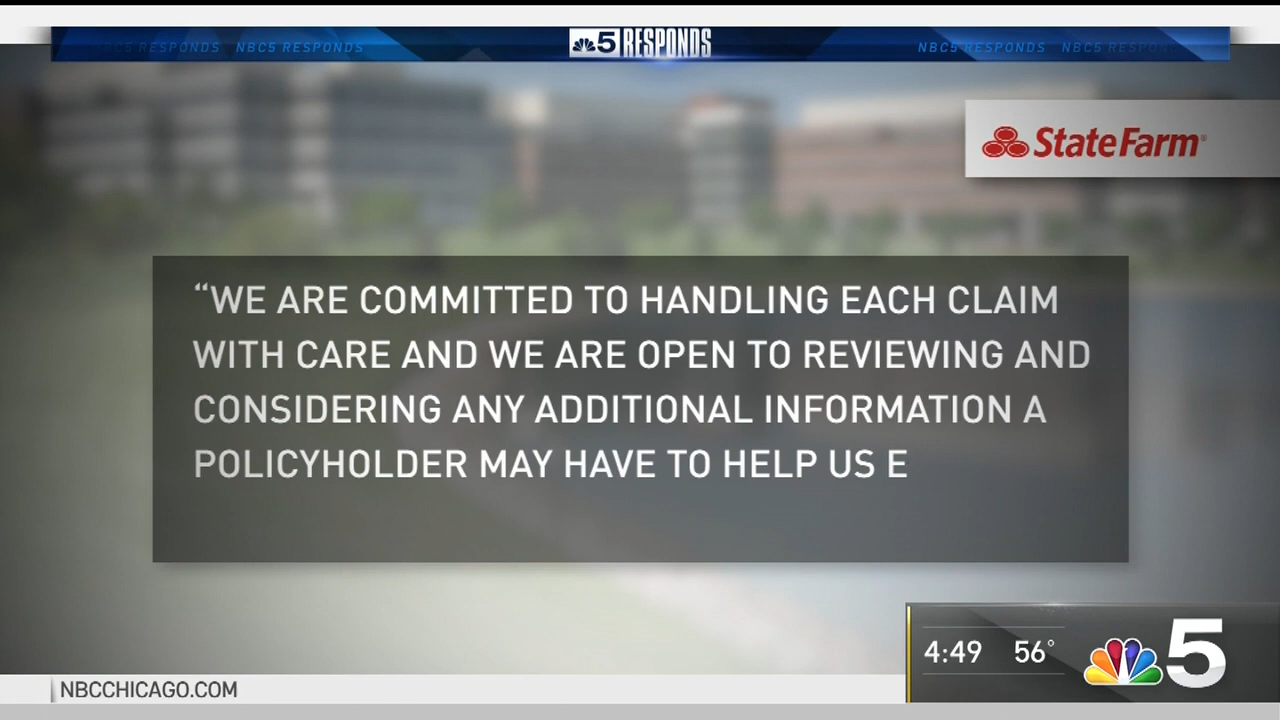 NBC5 RESPONDS NBC5 RESPONDS 5 RESPONDS NBC5 RESPONDS NBC5
StateFarm®
“WE ARE COMMITTED TO HANDLING EACH CLAIM
WITH CARE AND WE ARE OPEN TO REVIEWING AND
CONSIDERING ANY ADDITIONAL INFORMATION A
POLICYHOLDER MAY HAVE TO HELP US E
4:49 56° 5
NBCCHICAGO.COM